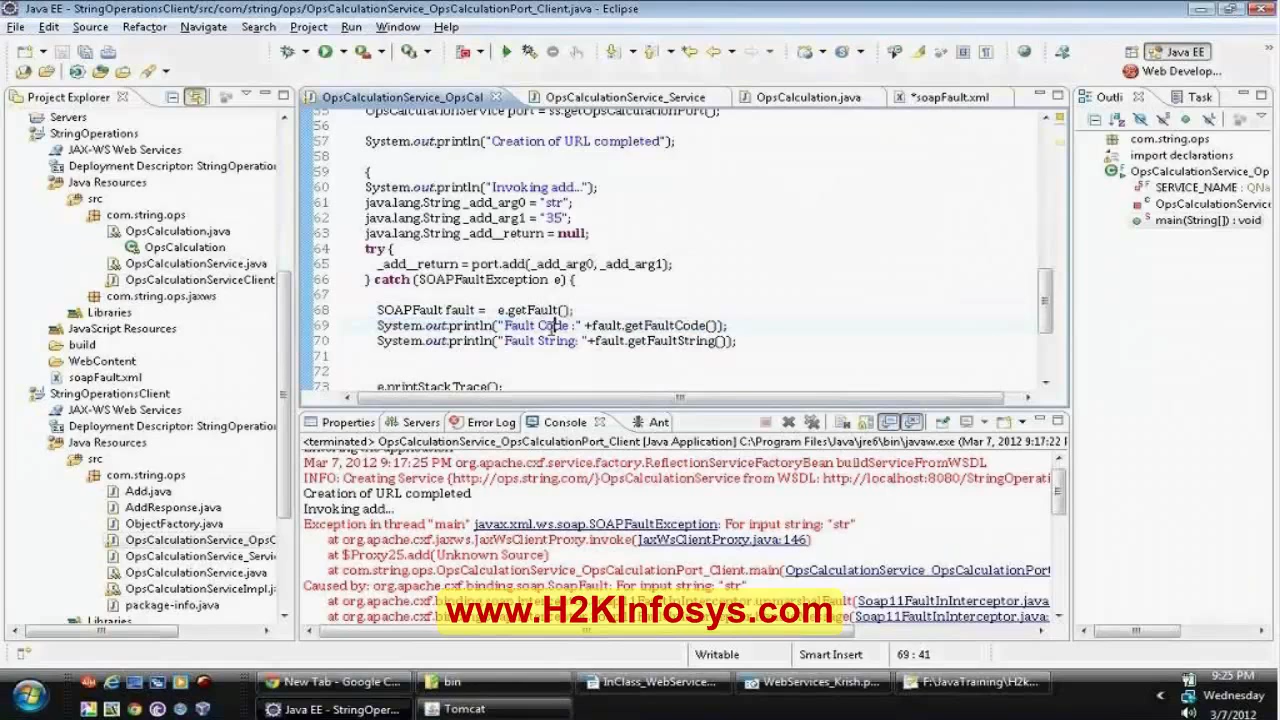 Java EE - StringOperationsClient/src/com/string/ops/OpsCalculationService_OpsCalculationPort_Client.java - Eclipse
File Edit Source Refactor Navigate Search Project Run Window Help
Java EE
Web Develop...
Project Explorer
OpsCalculationService_OpsCal
OpsCalculationService_Service
OpsCalculation.java
*soapFault.xml
Outli
Task
Servers
StringOperations
JAX-WS Web Services
Deployment Descriptor: StringOperation
Java Resources
src
com.string.ops
OpsCalculation.java
OpsCalculation
OpsCalculationService.java
OpsCalculationServiceClient
com.string.ops.jaxws
Libraries
JavaScript Resources
build
WebContent
soapFault.xml
StringOperationsClient
JAX-WS Web Services
Deployment Descriptor: StringOperation
Java Resources
src
com.string.ops
Add.java
AddResponse.java
ObjectFactory.java
OpsCalculationService_OpsC
OpsCalculationService_Servi
OpsCalculationService.java
OpsCalculationServiceImpl.j
package-info.java
Libraries
55 OpsCalculationService port = ss.getOpsCalculationPort();
56
57 System.out.println("Creation of URL completed");
58
59 {
60 System.out.println("Invoking add...");
61 java.lang.String _add_arg0 = "str";
62 java.lang.String _add_arg1 = "35";
63 java.lang.String _add__return = null;
64 try {
65 _add__return = port.add(_add_arg0, _add_arg1);
66 } catch (SOAPFaultException e) {
67
68 SOAPFault fault = e.getFault();
69 System.out.println("Fault Code :" +fault.getFaultCode());
70 System.out.println("Fault String: "+fault.getFaultString());
71
72
73 e.printStackTrace();
com.string.ops
import declarations
OpsCalculationService_Op
SERVICE_NAME : QNa
OpsCalculationService
main(String[]) : void
Properties
Servers
Error Log
Console
Ant
<terminated> OpsCalculationService_OpsCalculationPort_Client [Java Application] C:\Program Files\Java\jre6\bin\javaw.exe (Mar 7, 2012 9:17:22 P
Mar 7, 2012 9:17:25 PM org.apache.cxf.service.factory.ReflectionServiceFactoryBean buildServiceFromWSDL
INFO: Creating Service {http://ops.string.com/}OpsCalculationService from WSDL: http://localhost:8080/StringOperati
Creation of URL completed
Invoking add...
Exception in thread "main" javax.xml.ws.soap.SOAPFaultException: For input string: "str"
at org.apache.cxf.jaxws.JaxWsClientProxy.invoke(JaxWsClientProxy.java:146)
at $Proxy25.add(Unknown Source)
at com.string.ops.OpsCalculationService_OpsCalculationPort_Client.main(OpsCalculationService_OpsCalculationPort
Caused by: org.apache.cxf.binding.soap.SoapFault: For input string: "str"
Soap11FaultInInterceptor.java
Soap11FaultInInterceptor.java
www.H2KInfosys.com
Writable
Smart Insert
69 : 41
New Tab - Google C...
bin
InClass_WebService...
WebServices_Krish.p...
F:\JavaTraining\H2k...
Java EE - StringOper...
Tomcat
9:25 PM
Wednesday
3/7/2012